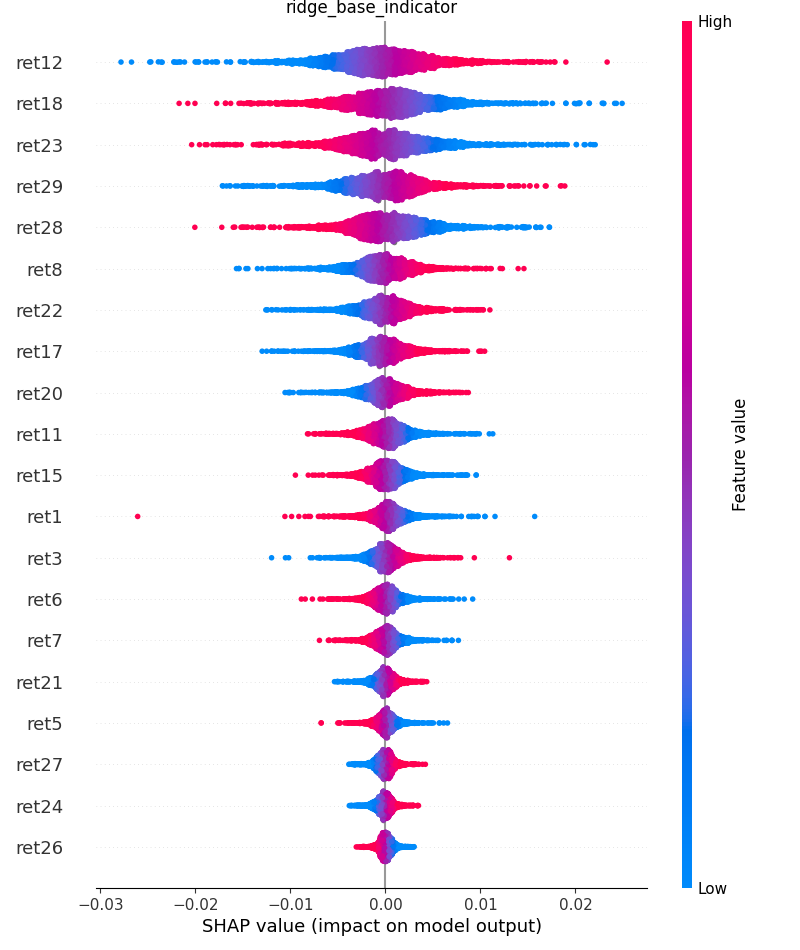 ridge_base_indicator
High
ret12
ret18
ret23
ret29
ret28
ret8
ret22
ret17
ret20
ret11
ret15
ret1
ret3
ret6
ret7
ret21
ret5
ret27
ret24
ret26
Feature value
Low
−0.03 −0.02 −0.01 0.00 0.01 0.02
SHAP value (impact on model output)